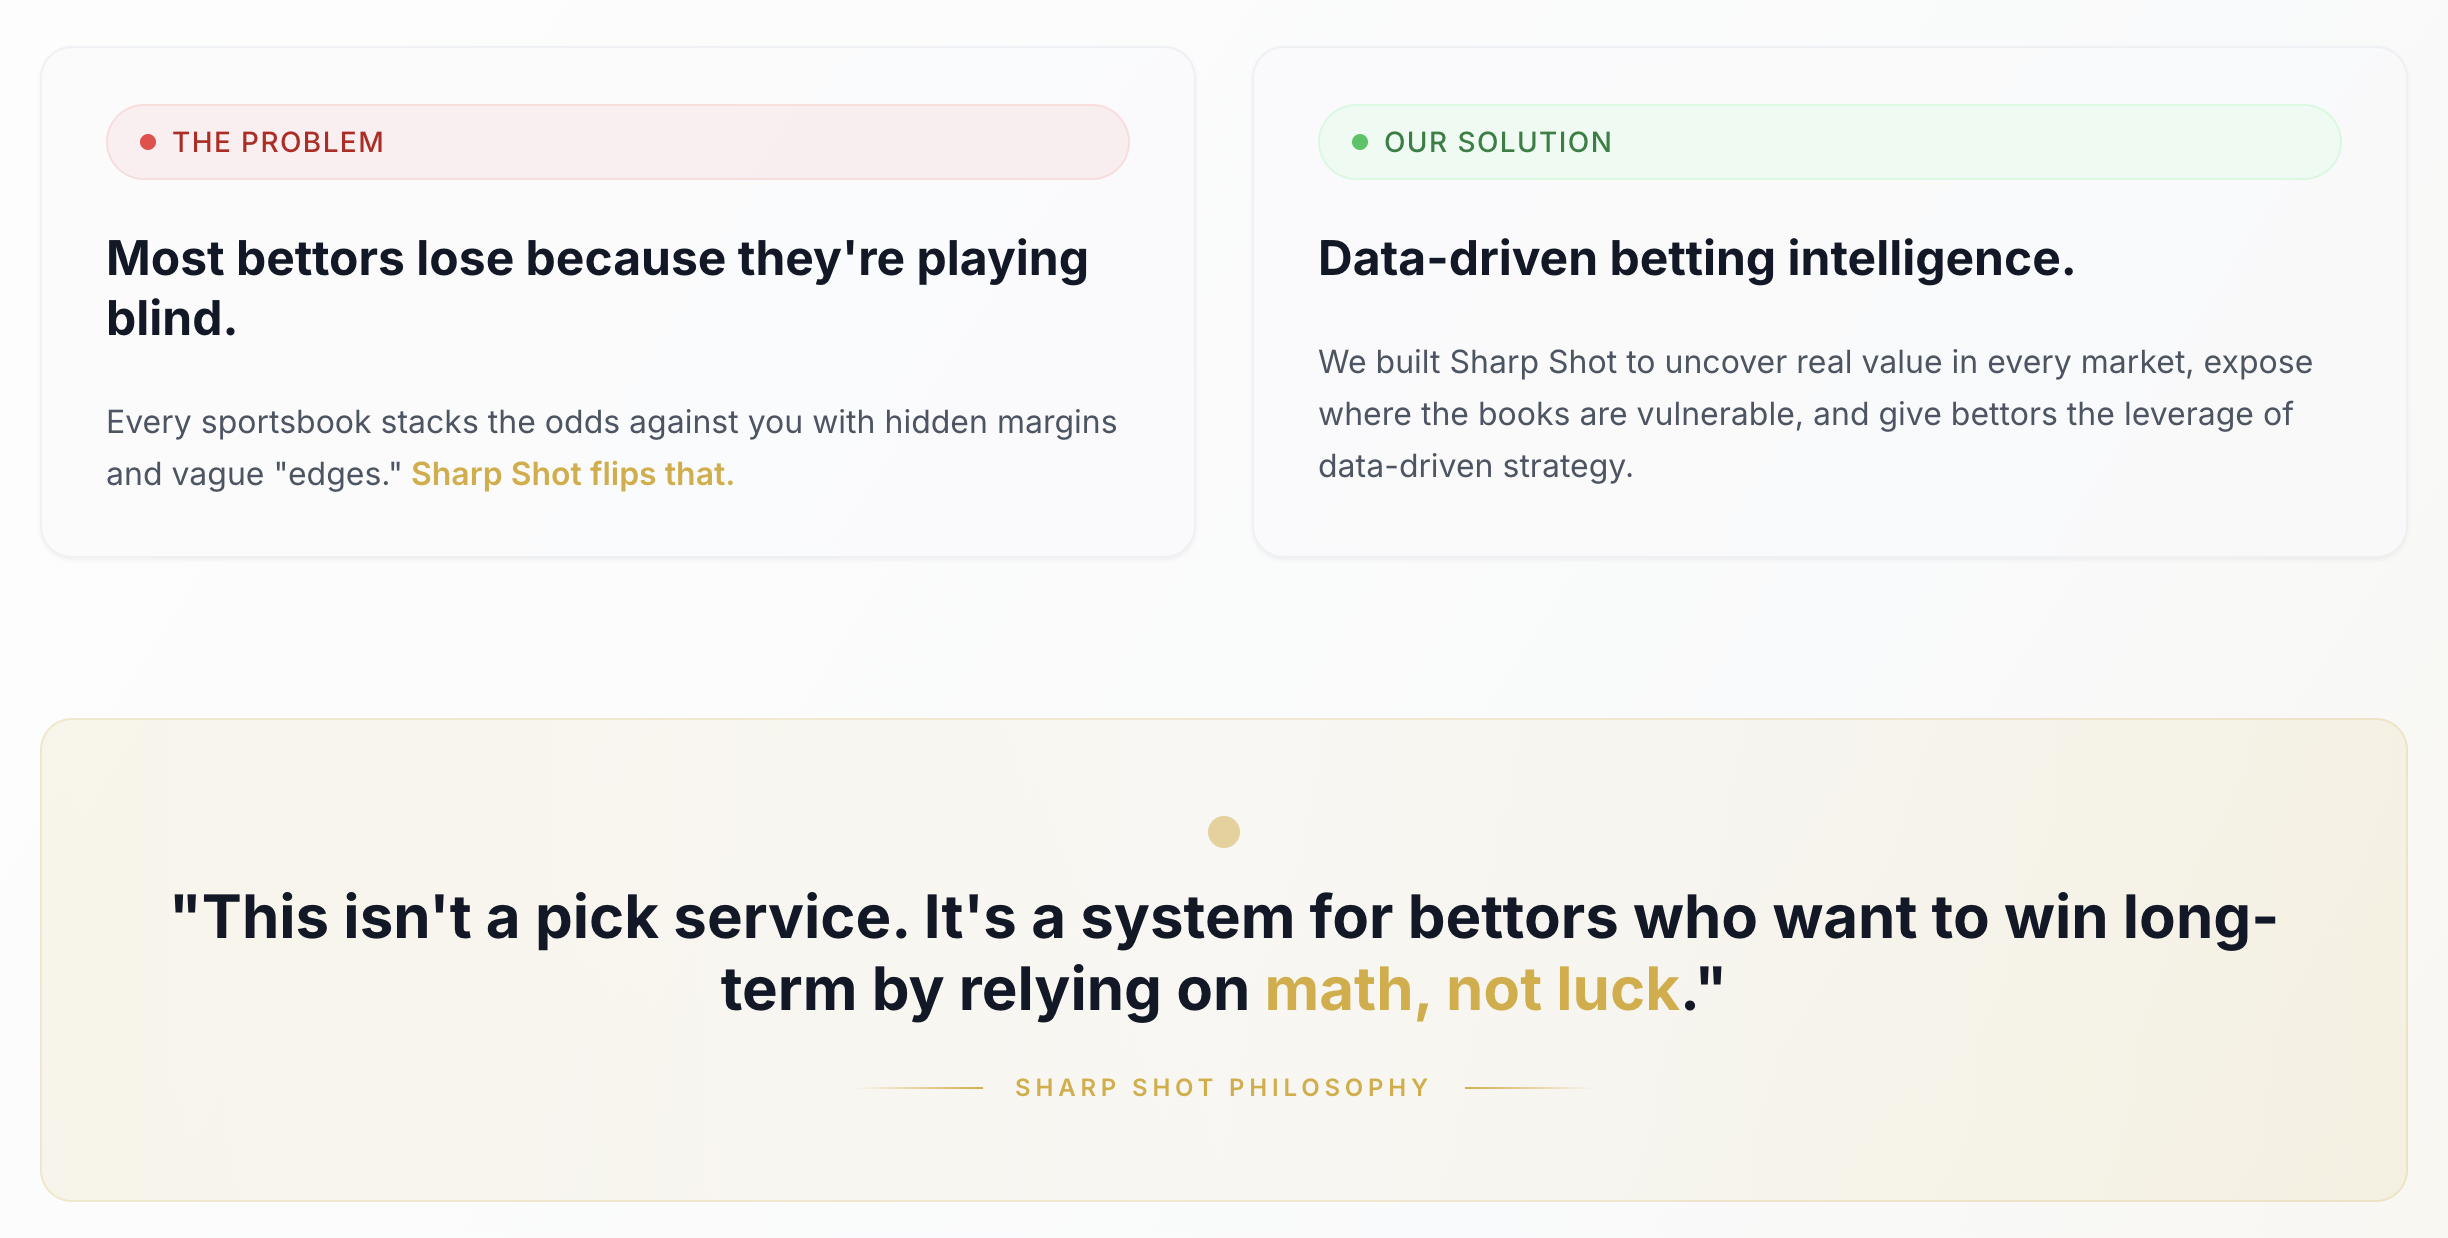 THE PROBLEM
Most bettors lose because they're playing
blind.
Every sportsbook stacks the odds against you with hidden margins
and vague "edges." Sharp Shot flips that.
OUR SOLUTION
Data-driven betting intelligence.
We built Sharp Shot to uncover real value in every market, expose
where the books are vulnerable, and give bettors the leverage of
data-driven strategy.
"This isn't a pick service. It's a system for bettors who want to win long-
term by relying on math, not luck."
SHARP SHOT PHILOSOPHY